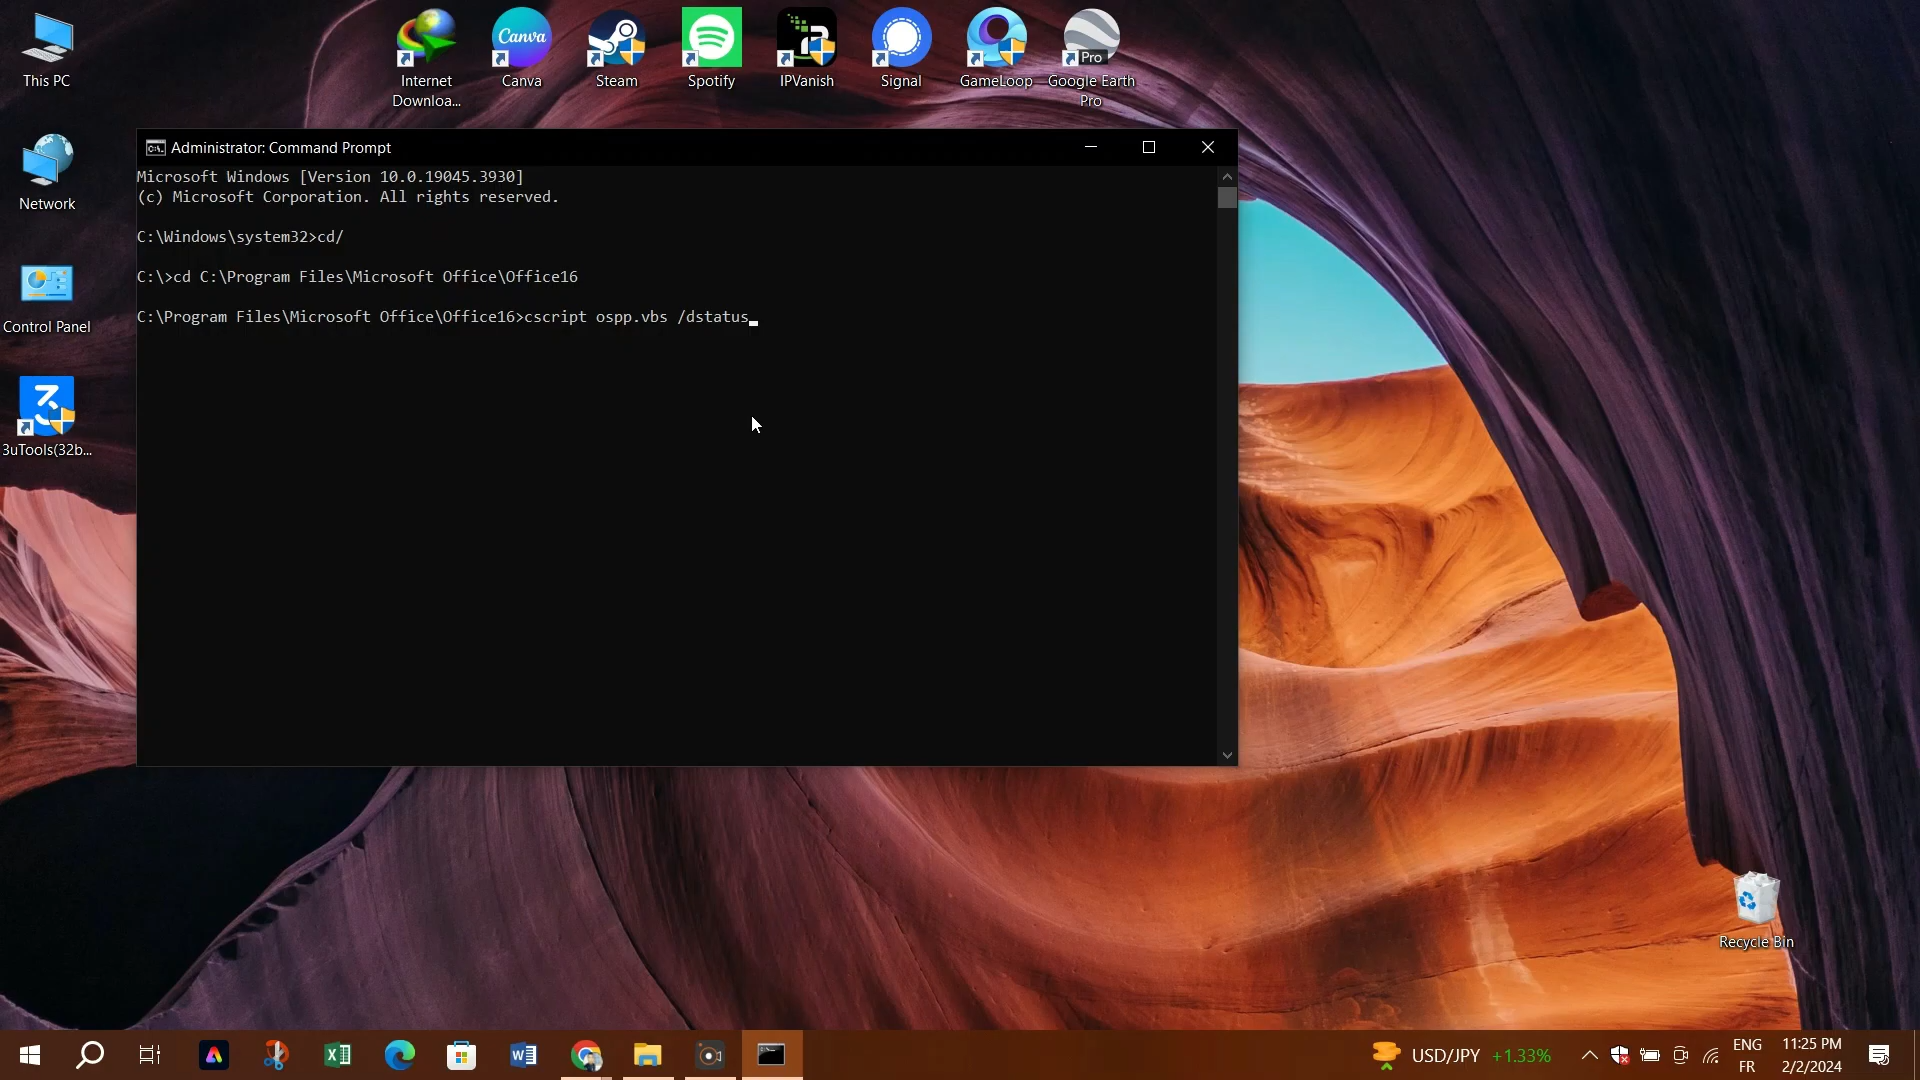 This PC
Internet
Downloa...
Canva
Canva
Steam
Spotify
IPVanish
Signal
GameLoop
Pro
Google Earth
Pro
Network
Control Panel
3uTools(32b...
Administrator: Command Prompt
Microsoft Windows [Version 10.0.19045.3930]
(c) Microsoft Corporation. All rights reserved.
C:\Windows\system32>cd/
C:\>cd C:\Program Files\Microsoft Office\Office16
C:\Program Files\Microsoft Office\Office16>cscript ospp.vbs /dstatus
Recycle Bin
USD/JPY +1.33%
ENG
FR
11:25 PM
2/2/2024